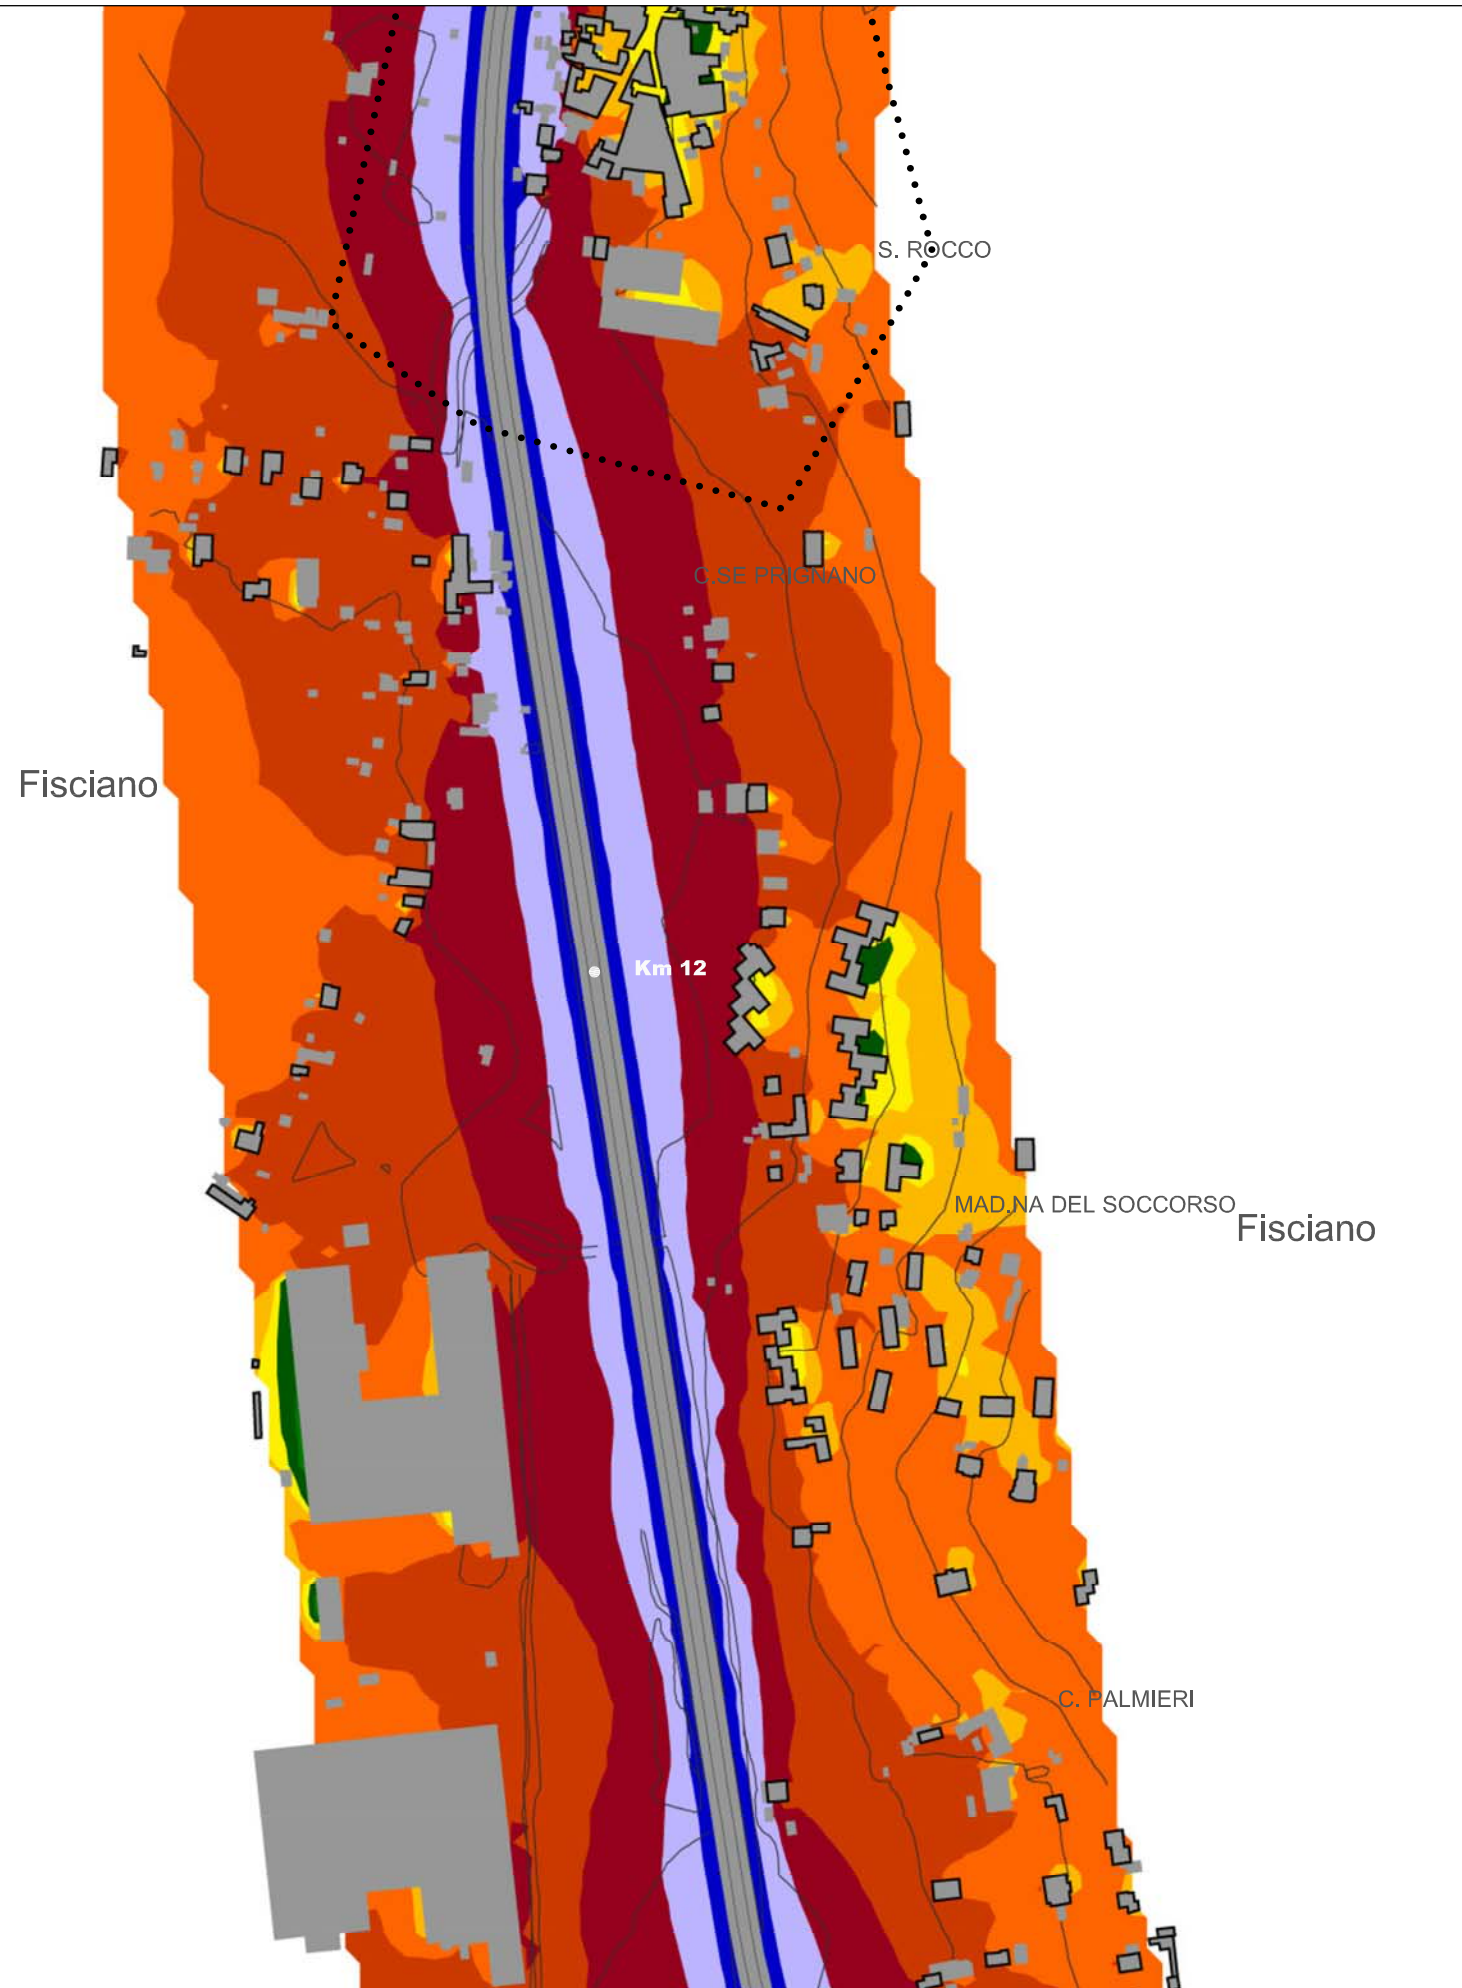 S. ROCCO
C.SE PRIGNANO
Fisciano
Km 12
MAD.NA DEL SOCCORSO
Fisciano
C. PALMIERI